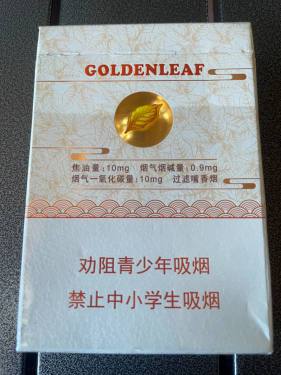 GOLDENLEAF
焦油量:10mg 烟气烟碱量:0.9mg
烟气一氧化碳量:10mg 过滤嘴香烟
劝阻青少年吸烟
禁止中小学生吸烟